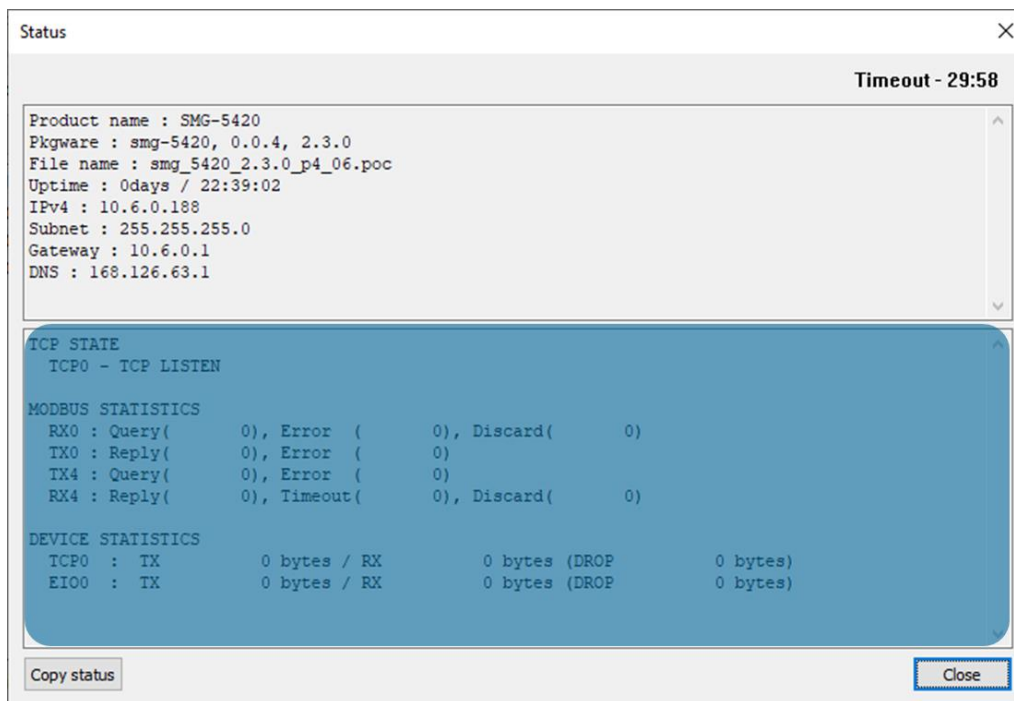 Status
Timeout - 29:58
Product name : SMG-5420
Pkgware : smg-5420, 0.0.4, 2.3.0
File name : smg_5420_2.3.0_p4_06.poc
Uptime : 0days / 22:39:02
IPv4 : 10.6.0.188
Subnet : 255.255.255.0
Gateway : 10.6.0.1
DNS : 168.126.63.1
TCP STATE
TCP0 - TCP LISTEN
MODBUS STATISTICS
RX0 : Query( 0), Error ( 0), Discard( 0)
TX0 : Reply( 0), Error ( 0)
TX4 : Query( 0), Error ( 0)
RX4 : Reply( 0), Timeout( 0), Discard( 0)
DEVICE STATISTICS
TCP0 : TX 0 bytes / RX 0 bytes (DROP 0 bytes)
EIO0 : TX 0 bytes / RX 0 bytes (DROP 0 bytes)
Copy status
Close